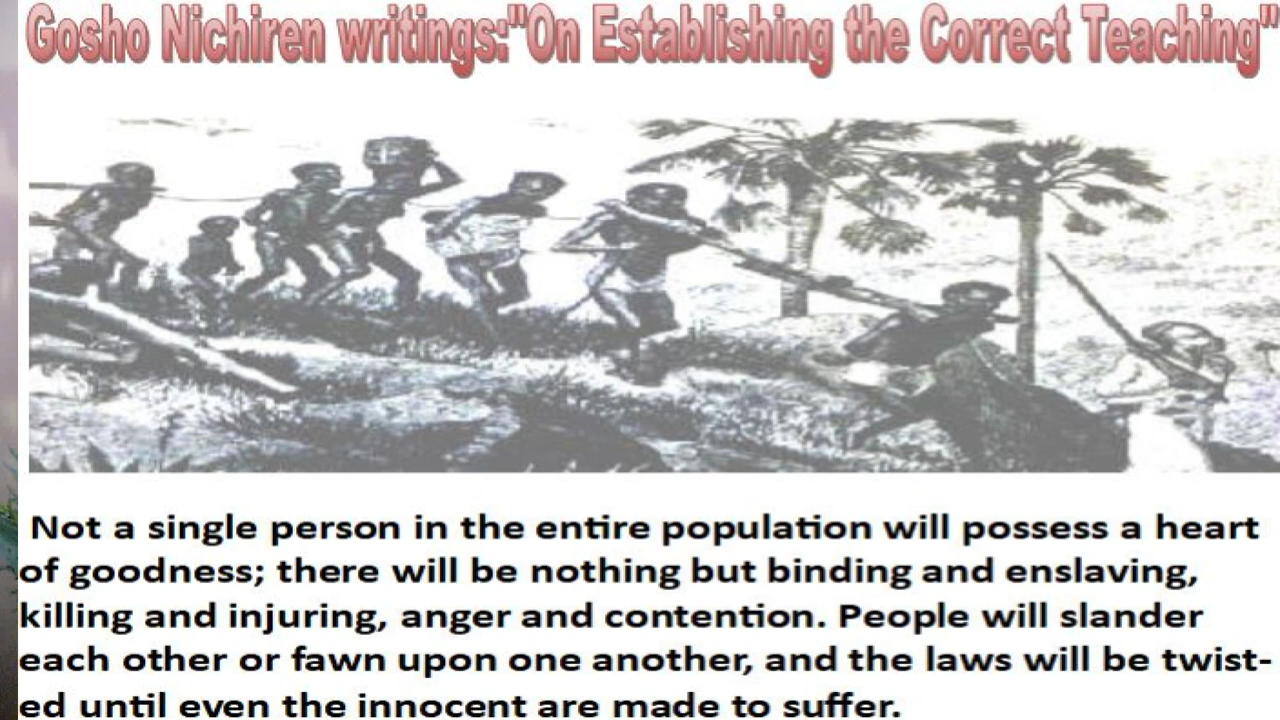 Gosho Nichiren writings:"On Establishing the Correct Teaching"
Not a single person in the entire population will possess a heart
of goodness; there will be nothing but binding and enslaving,
killing and injuring, anger and contention. People will slander
each other or fawn upon one another, and the laws will be twist-
ed until even the innocent are made to suffer.